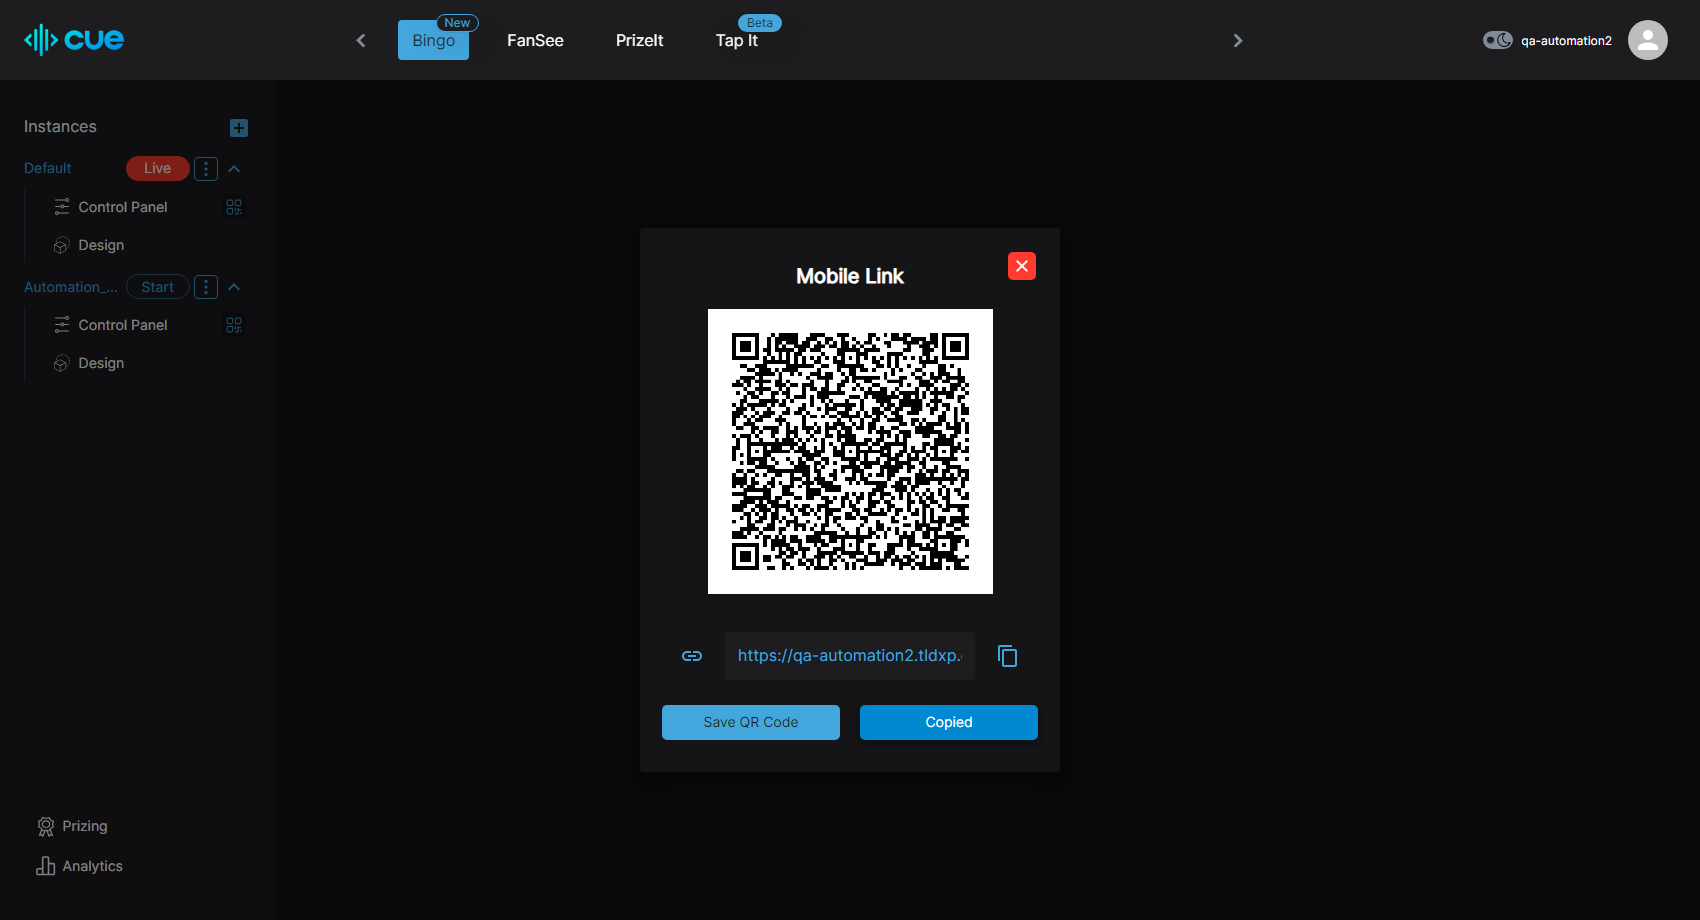 cue
Bingo
New
FanSee
PrizeIt
Tap It
Beta
qa-automation2
Instances
Default
Live
Control Panel
Design
Automation_...
Start
Control Panel
Design
Mobile Link
https://qa-automation2.tldxp.
Save QR Code
Copied
Prizing
Analytics